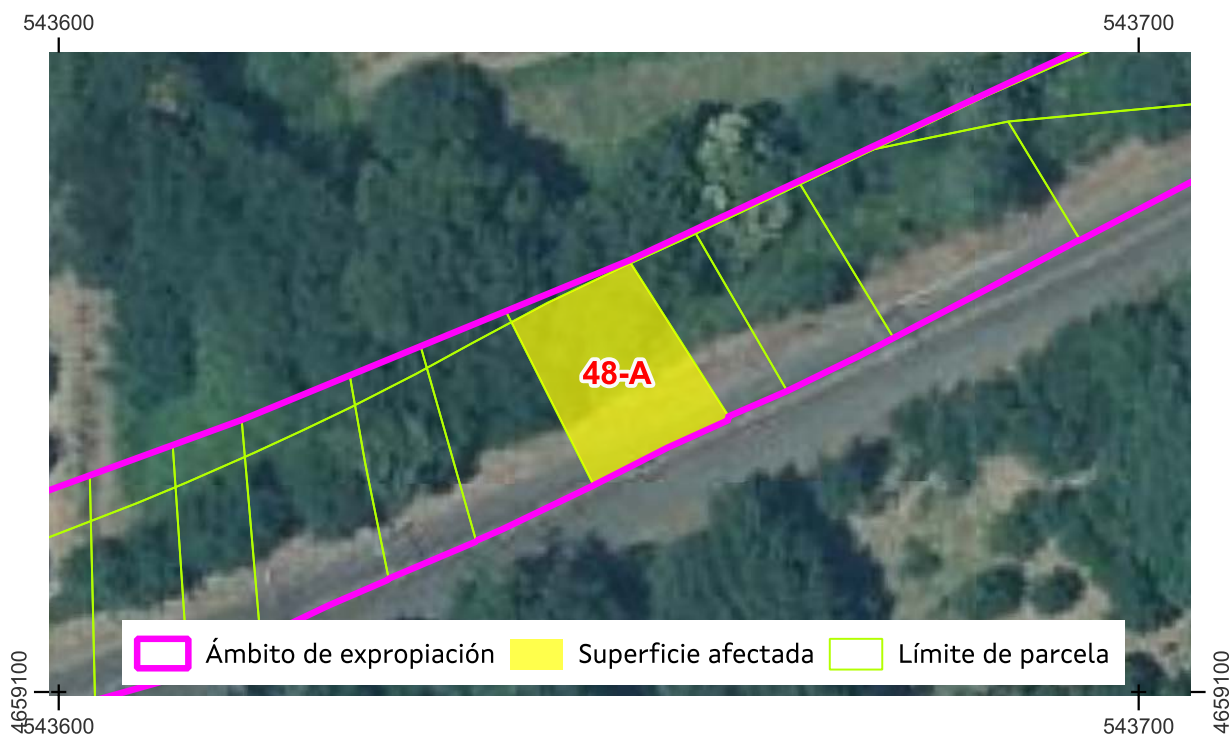 543600 543700
48-A
Ámbito de expropiación Superficie afectada Límite de parcela
4659100 4659100
543600 543700